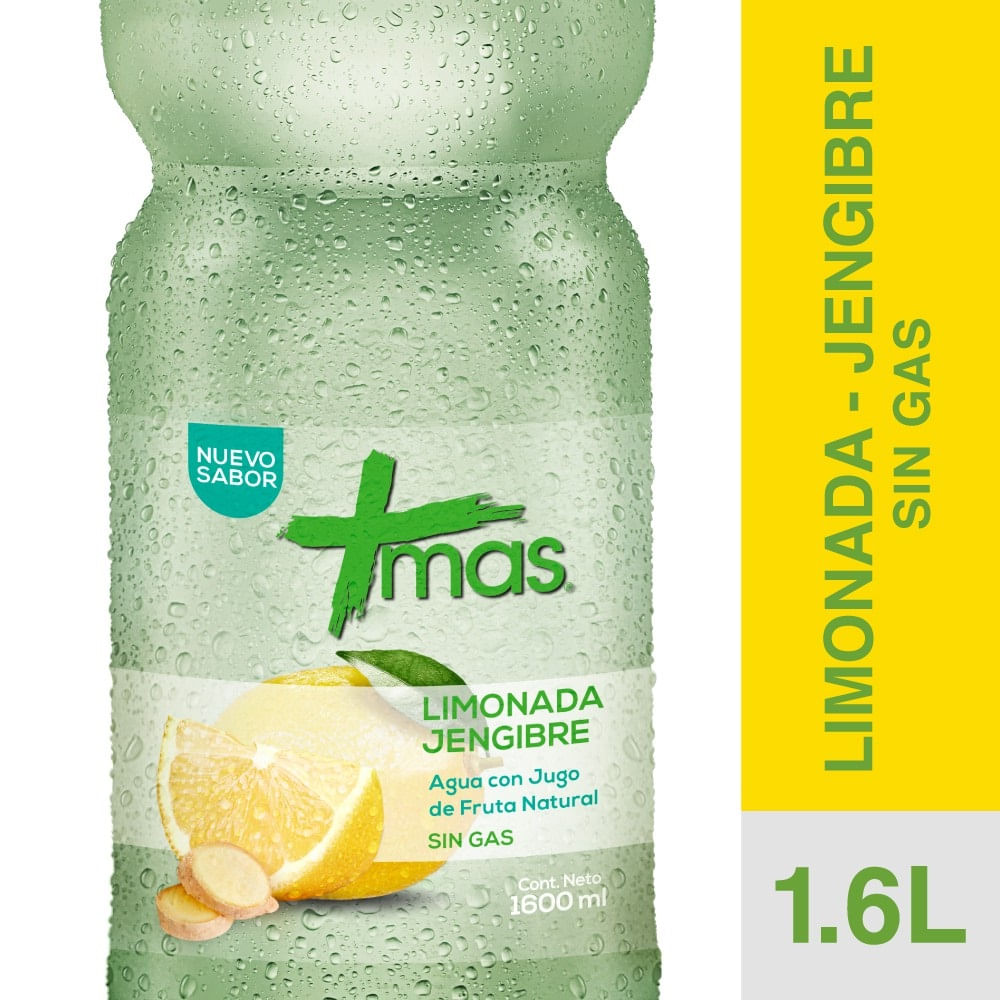 NUEVO
SABOR
mas®
LIMONADA
JENGIBRE
Agua con Jugo
de Fruta Natural
SIN GAS
Cont. Neto
1600 ml
LIMONADA - JENGIBRE
SIN GAS
1.6L